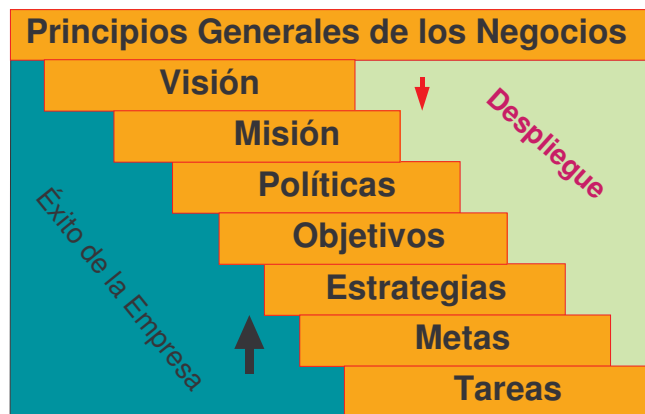 Principios Generales de los Negocios
Visión
Misión
Políticas
Objetivos
Estrategias
Metas
Tareas
Despliegue
Éxito de la Empresa